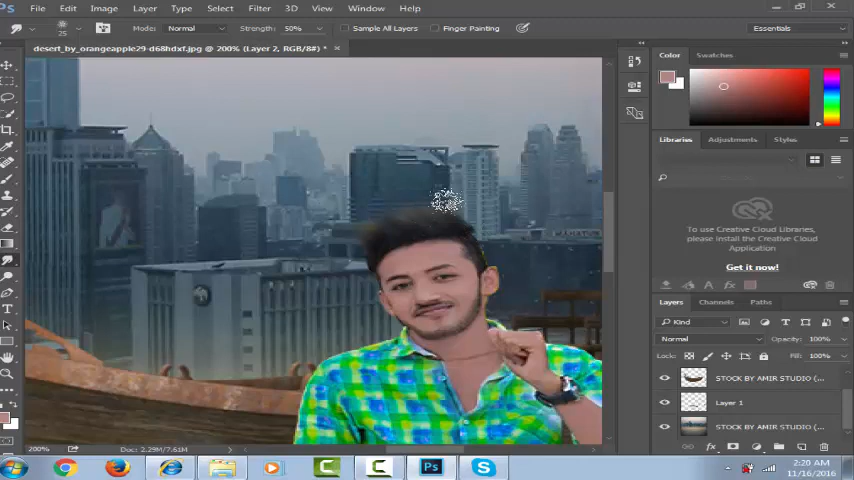 Ps Edit Image Layer Type Select Filter 3D View Window Help
25 Mode: Normal Strength: 50% Sample All Layers Finger Painting Essentials
desert_by_orangeapple29-d68hdxf.jpg @ 200% (Layer 2, RGB/8#) * ×
Color Swatches
Libraries Adjustments Styles
To use Creative Cloud Libraries,
please install the Creative Cloud
Application
Get it now!
Layers Channels Paths
Kind
Normal Opacity: 100%
Lock: Fill: 100%
STOCK BY AMIR STUDIO (...
Layer 1
STOCK BY AMIR STUDIO (...
200% Doc: 2.29M/7.61M
Ps
2:20 AM
11/16/2016